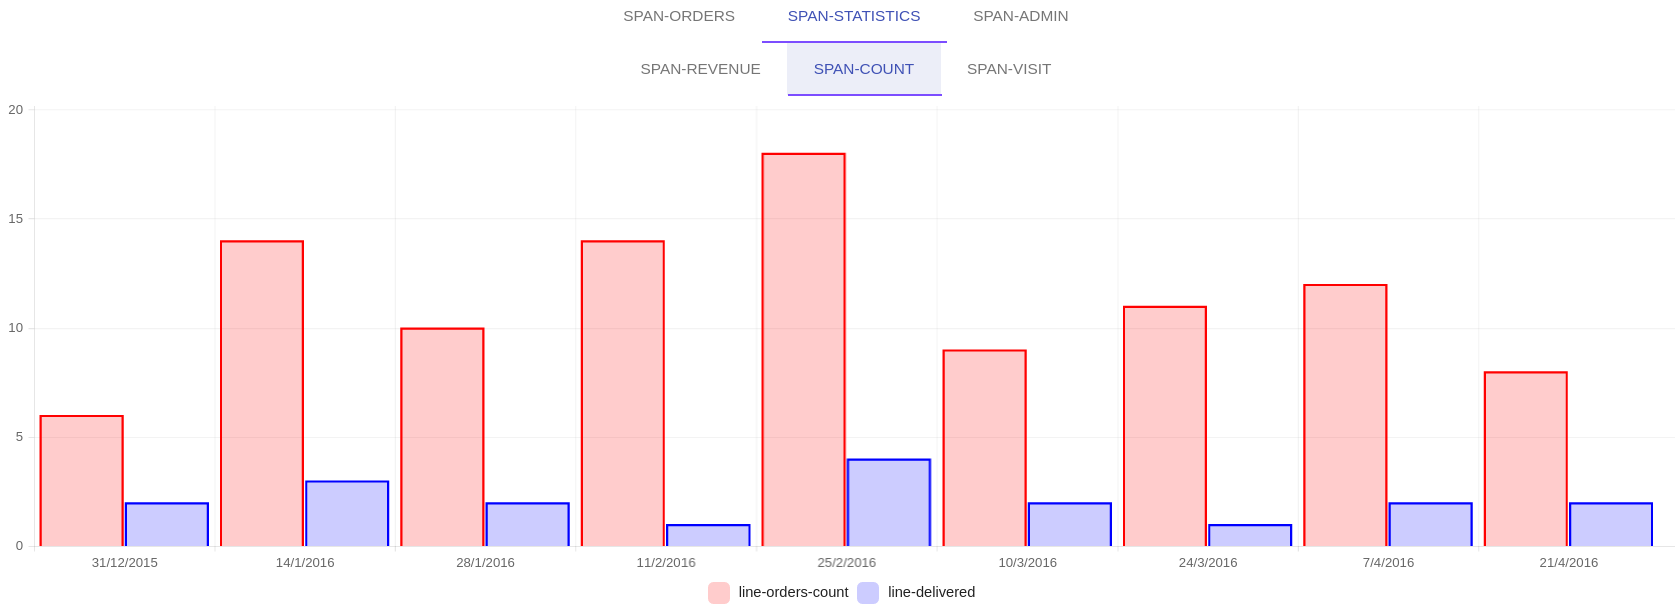 SPAN-ORDERS SPAN-STATISTICS SPAN-ADMIN
SPAN-REVENUE SPAN-COUNT SPAN-VISIT
20
15
10
5
0
31/12/2015 14/1/2016 28/1/2016 11/2/2016 25/2/2016 10/3/2016 24/3/2016 7/4/2016 21/4/2016
line-orders-count line-delivered